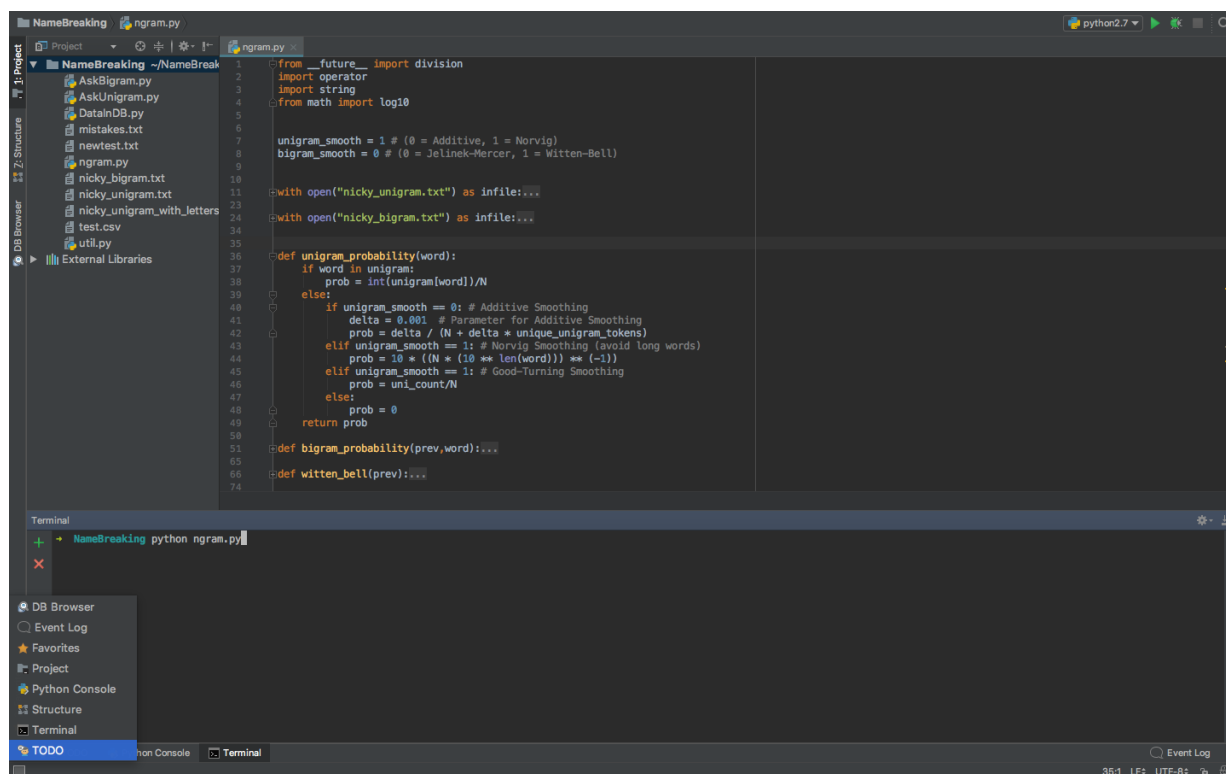 NameBreaking ngram.py
python2.7
1: Project
Z: Structure
DB Browser
Project
NameBreaking ~/NameBreak
AskBigram.py
AskUnigram.py
DataInDB.py
mistakes.txt
newtest.txt
ngram.py
nicky_bigram.txt
nicky_unigram.txt
nicky_unigram_with_letters
test.csv
util.py
External Libraries
ngram.py
1 from __future__ import division
2 import operator
3 import string
4 from math import log10
5
6
7 unigram_smooth = 1 # (0 = Additive, 1 = Norvig)
8 bigram_smooth = 0 # (0 = Jelinek-Mercer, 1 = Witten-Bell)
9
10
11 with open("nicky_unigram.txt") as infile:...
23
24 with open("nicky_bigram.txt") as infile:...
34
35
36 def unigram_probability(word):
37 if word in unigram:
38 prob = int(unigram[word])/N
39 else:
40 if unigram_smooth == 0: # Additive Smoothing
41 delta = 0.001 # Parameter for Additive Smoothing
42 prob = delta / (N + delta * unique_unigram_tokens)
43 elif unigram_smooth == 1: # Norvig Smoothing (avoid long words)
44 prob = 10 * ((N * (10 ** len(word))) ** (-1))
45 elif unigram_smooth == 1: # Good-Turning Smoothing
46 prob = uni_count/N
47 else:
48 prob = 0
49 return prob
50
51 def bigram_probability(prev,word):...
65
66 def witten_bell(prev):...
74
Terminal
NameBreaking python ngram.py
DB Browser
Event Log
Favorites
Project
Python Console
Structure
Terminal
TODO
hon Console
Terminal
Event Log
35:1 LF÷ UTF-8÷